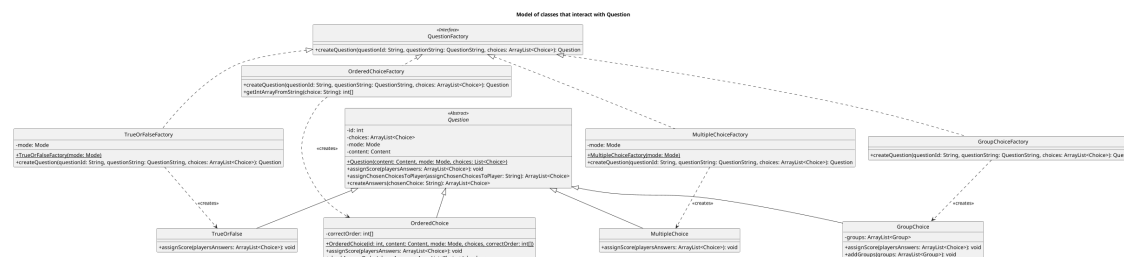 Model of classes that interact with Question
«Interface»
QuestionFactory
+createQuestion(questionId: String, questionString: QuestionString, choices: ArrayList<Choice>): Question
OrderedChoiceFactory
+createQuestion(questionId: String, questionString: QuestionString, choices: ArrayList<Choice>): Question
+getIntArrayFromString(choice: String): int[]
«Abstract»
Question
-id: int
-choices: ArrayList<Choice>
-mode: Mode
-content: Content
+Question(content: Content, mode: Mode, choices: List<Choice>)
+assignScore(playersAnswers: ArrayList<Choice>): void
+assignChosenChoicesToPlayer(assignChosenChoicesToPlayer: String): ArrayList<Choice>
+createAnswers(chosenChoice: String): ArrayList<Choice>
TrueOrFalseFactory
-mode: Mode
+TrueOrFalseFactory(mode: Mode)
+createQuestion(questionId: String, questionString: QuestionString, choices: ArrayList<Choice>): Question
MultipleChoiceFactory
-mode: Mode
+MultipleChoiceFactory(mode: Mode)
+createQuestion(questionId: String, questionString: QuestionString, choices: ArrayList<Choice>): Question
GroupChoiceFactory
+createQuestion(questionId: String, questionString: QuestionString, choices: ArrayList<Choice>): Que
«creates»
«creates»
«creates»
«creates»
TrueOrFalse
+assignScore(playersAnswers: ArrayList<Choice>): void
OrderedChoice
-correctOrder: int[]
+OrderedChoice(id: int, content: Content, mode: Mode, choices, correctOrder: int[])
+assignScore(playersAnswers: ArrayList<Choice>): void
MultipleChoice
+assignScore(playersAnswers: ArrayList<Choice>): void
GroupChoice
-groups: ArrayList<Group>
+assignScore(playersAnswers: ArrayList<Choice>): void
+addGroups(groups: ArrayList<Group>): void